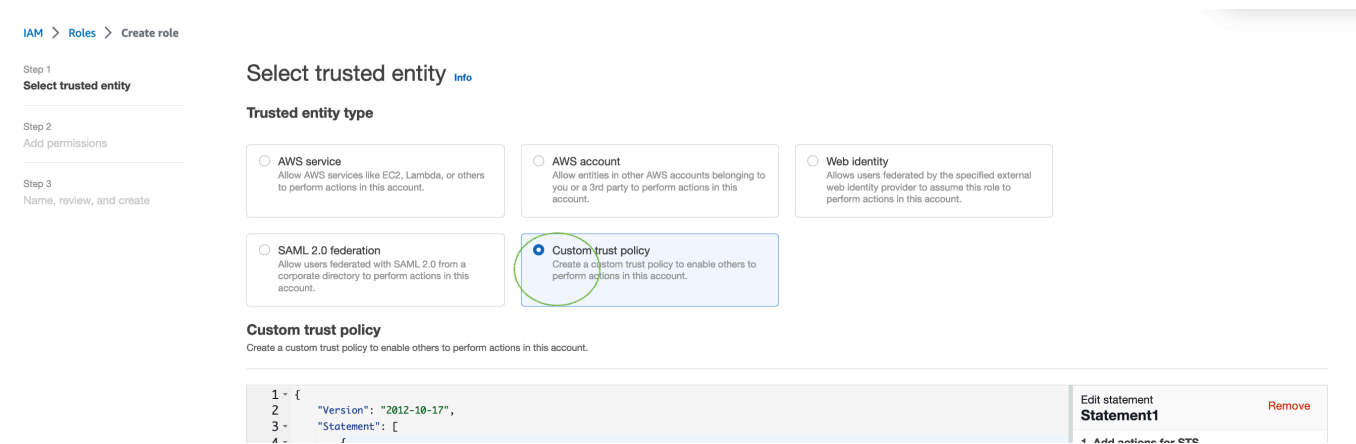 IAM > Roles > Create role
Step 1
Select trusted entity
Step 2
Add permissions
Step 3
Name, review, and create
Select trusted entity Info
Trusted entity type
AWS service
Allow AWS services like EC2, Lambda, or others
to perform actions in this account.
AWS account
Allow entities in other AWS accounts belonging to
you or a 3rd party to perform actions in this
account.
Web identity
Allows users federated by the specified external
web identity provider to assume this role to
perform actions in this account.
SAML 2.0 federation
Allow users federated with SAML 2.0 from a
corporate directory to perform actions in this
account.
Custom trust policy
Create a custom trust policy to enable others to
perform actions in this account.
Custom trust policy
Create a custom trust policy to enable others to perform actions in this account.
1 {
2 "Version": "2012-10-17",
3 "Statement": [
4 {
Edit statement
Statement1
Remove
1. Add actions for STS